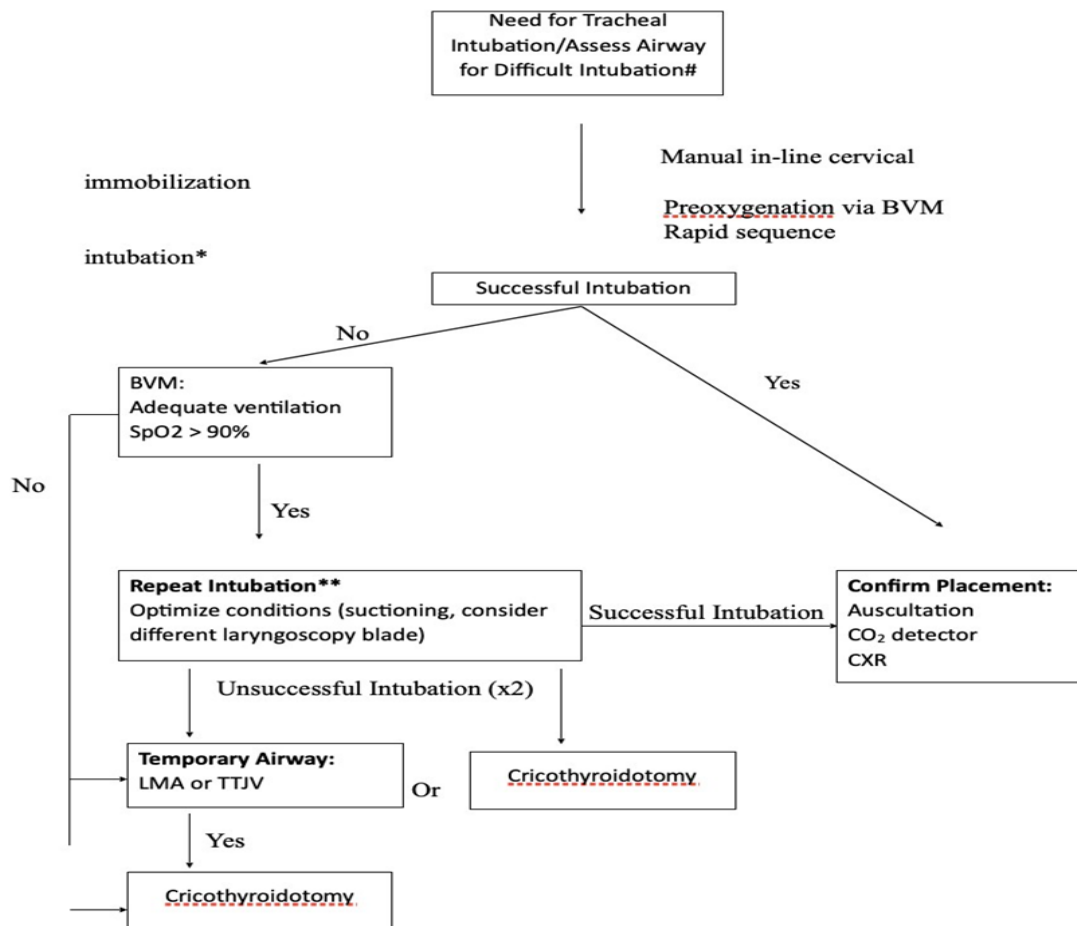 Need for Tracheal
Intubation/Assess Airway
for Difficult Intubation#
Manual in-line cervical
immobilization
Preoxygenation via BVM
Rapid sequence
intubation*
Successful Intubation
No
Yes
BVM:
Adequate ventilation
SpO2 > 90%
No
Yes
Repeat Intubation**
Optimize conditions (suctioning, consider
different laryngoscopy blade)
Successful Intubation
Confirm Placement:
Auscultation
CO₂ detector
CXR
Unsuccessful Intubation (x2)
Temporary Airway:
LMA or TTJV
Or
Cricothyroidotomy
Yes
Cricothyroidotomy